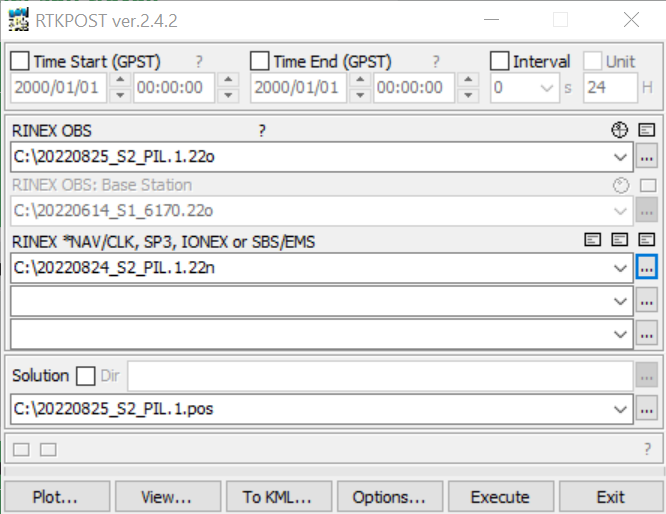 RTKPOST ver.2.4.2
Time Start (GPST) ? Time End (GPST) ? Interval Unit
2000/01/01 00:00:00 2000/01/01 00:00:00 0 s 24 H
RINEX OBS ?
C:\20220825_S2_PIL.1.22o ...
RINEX OBS: Base Station
C:\20220614_S1_6170.22o ...
RINEX *NAV/CLK, SP3, IONEX or SBS/EMS
C:\20220824_S2_PIL.1.22n ...
...
...
Solution Dir ...
C:\20220825_S2_PIL.1.pos ...
?
Plot... View... To KML... Options... Execute Exit